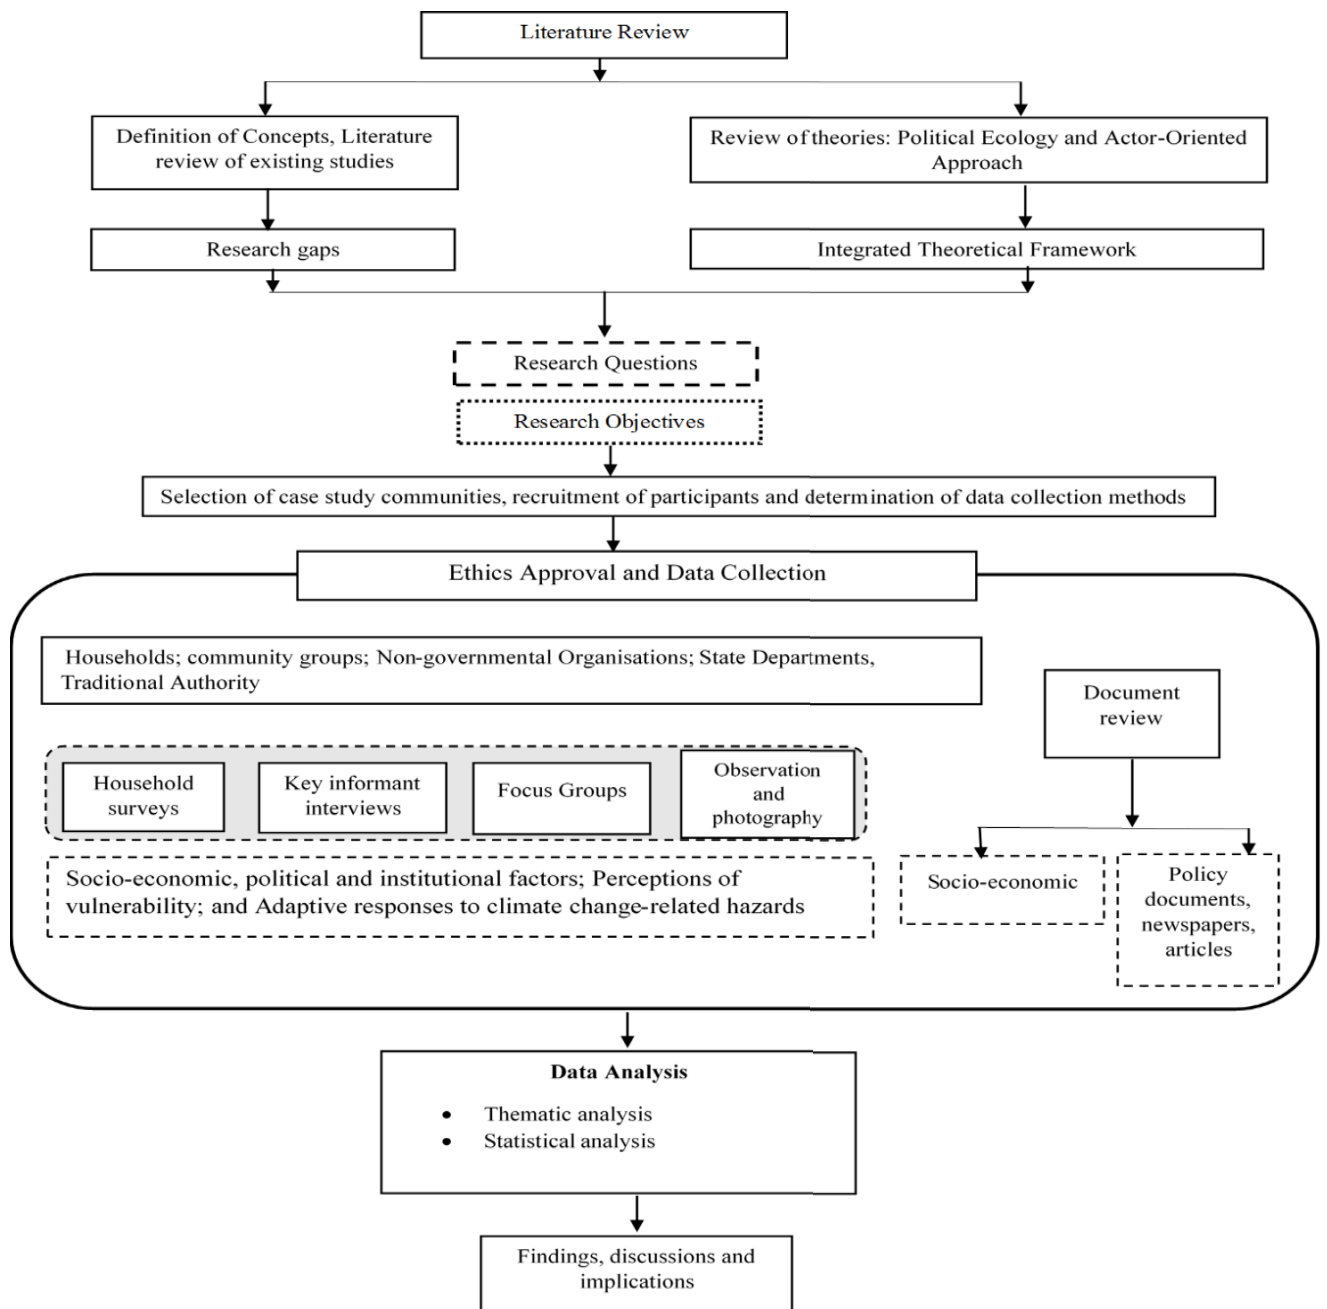 Literature Review
Definition of Concepts, Literature
review of existing studies
Review of theories: Political Ecology and Actor-Oriented
Approach
Research gaps
Integrated Theoretical Framework
Research Questions
Research Objectives
Selection of case study communities, recruitment of participants and determination of data collection methods
Ethics Approval and Data Collection
Households; community groups; Non-governmental Organisations; State Departments,
Traditional Authority
Document
review
Household
surveys
Key informant
interviews
Focus Groups
Observation
and
photography
Socio-economic, political and institutional factors; Perceptions of
vulnerability; and Adaptive responses to climate change-related hazards
Socio-economic
Policy
documents,
newspapers,
articles
Data Analysis
• Thematic analysis
• Statistical analysis
Findings, discussions and
implications